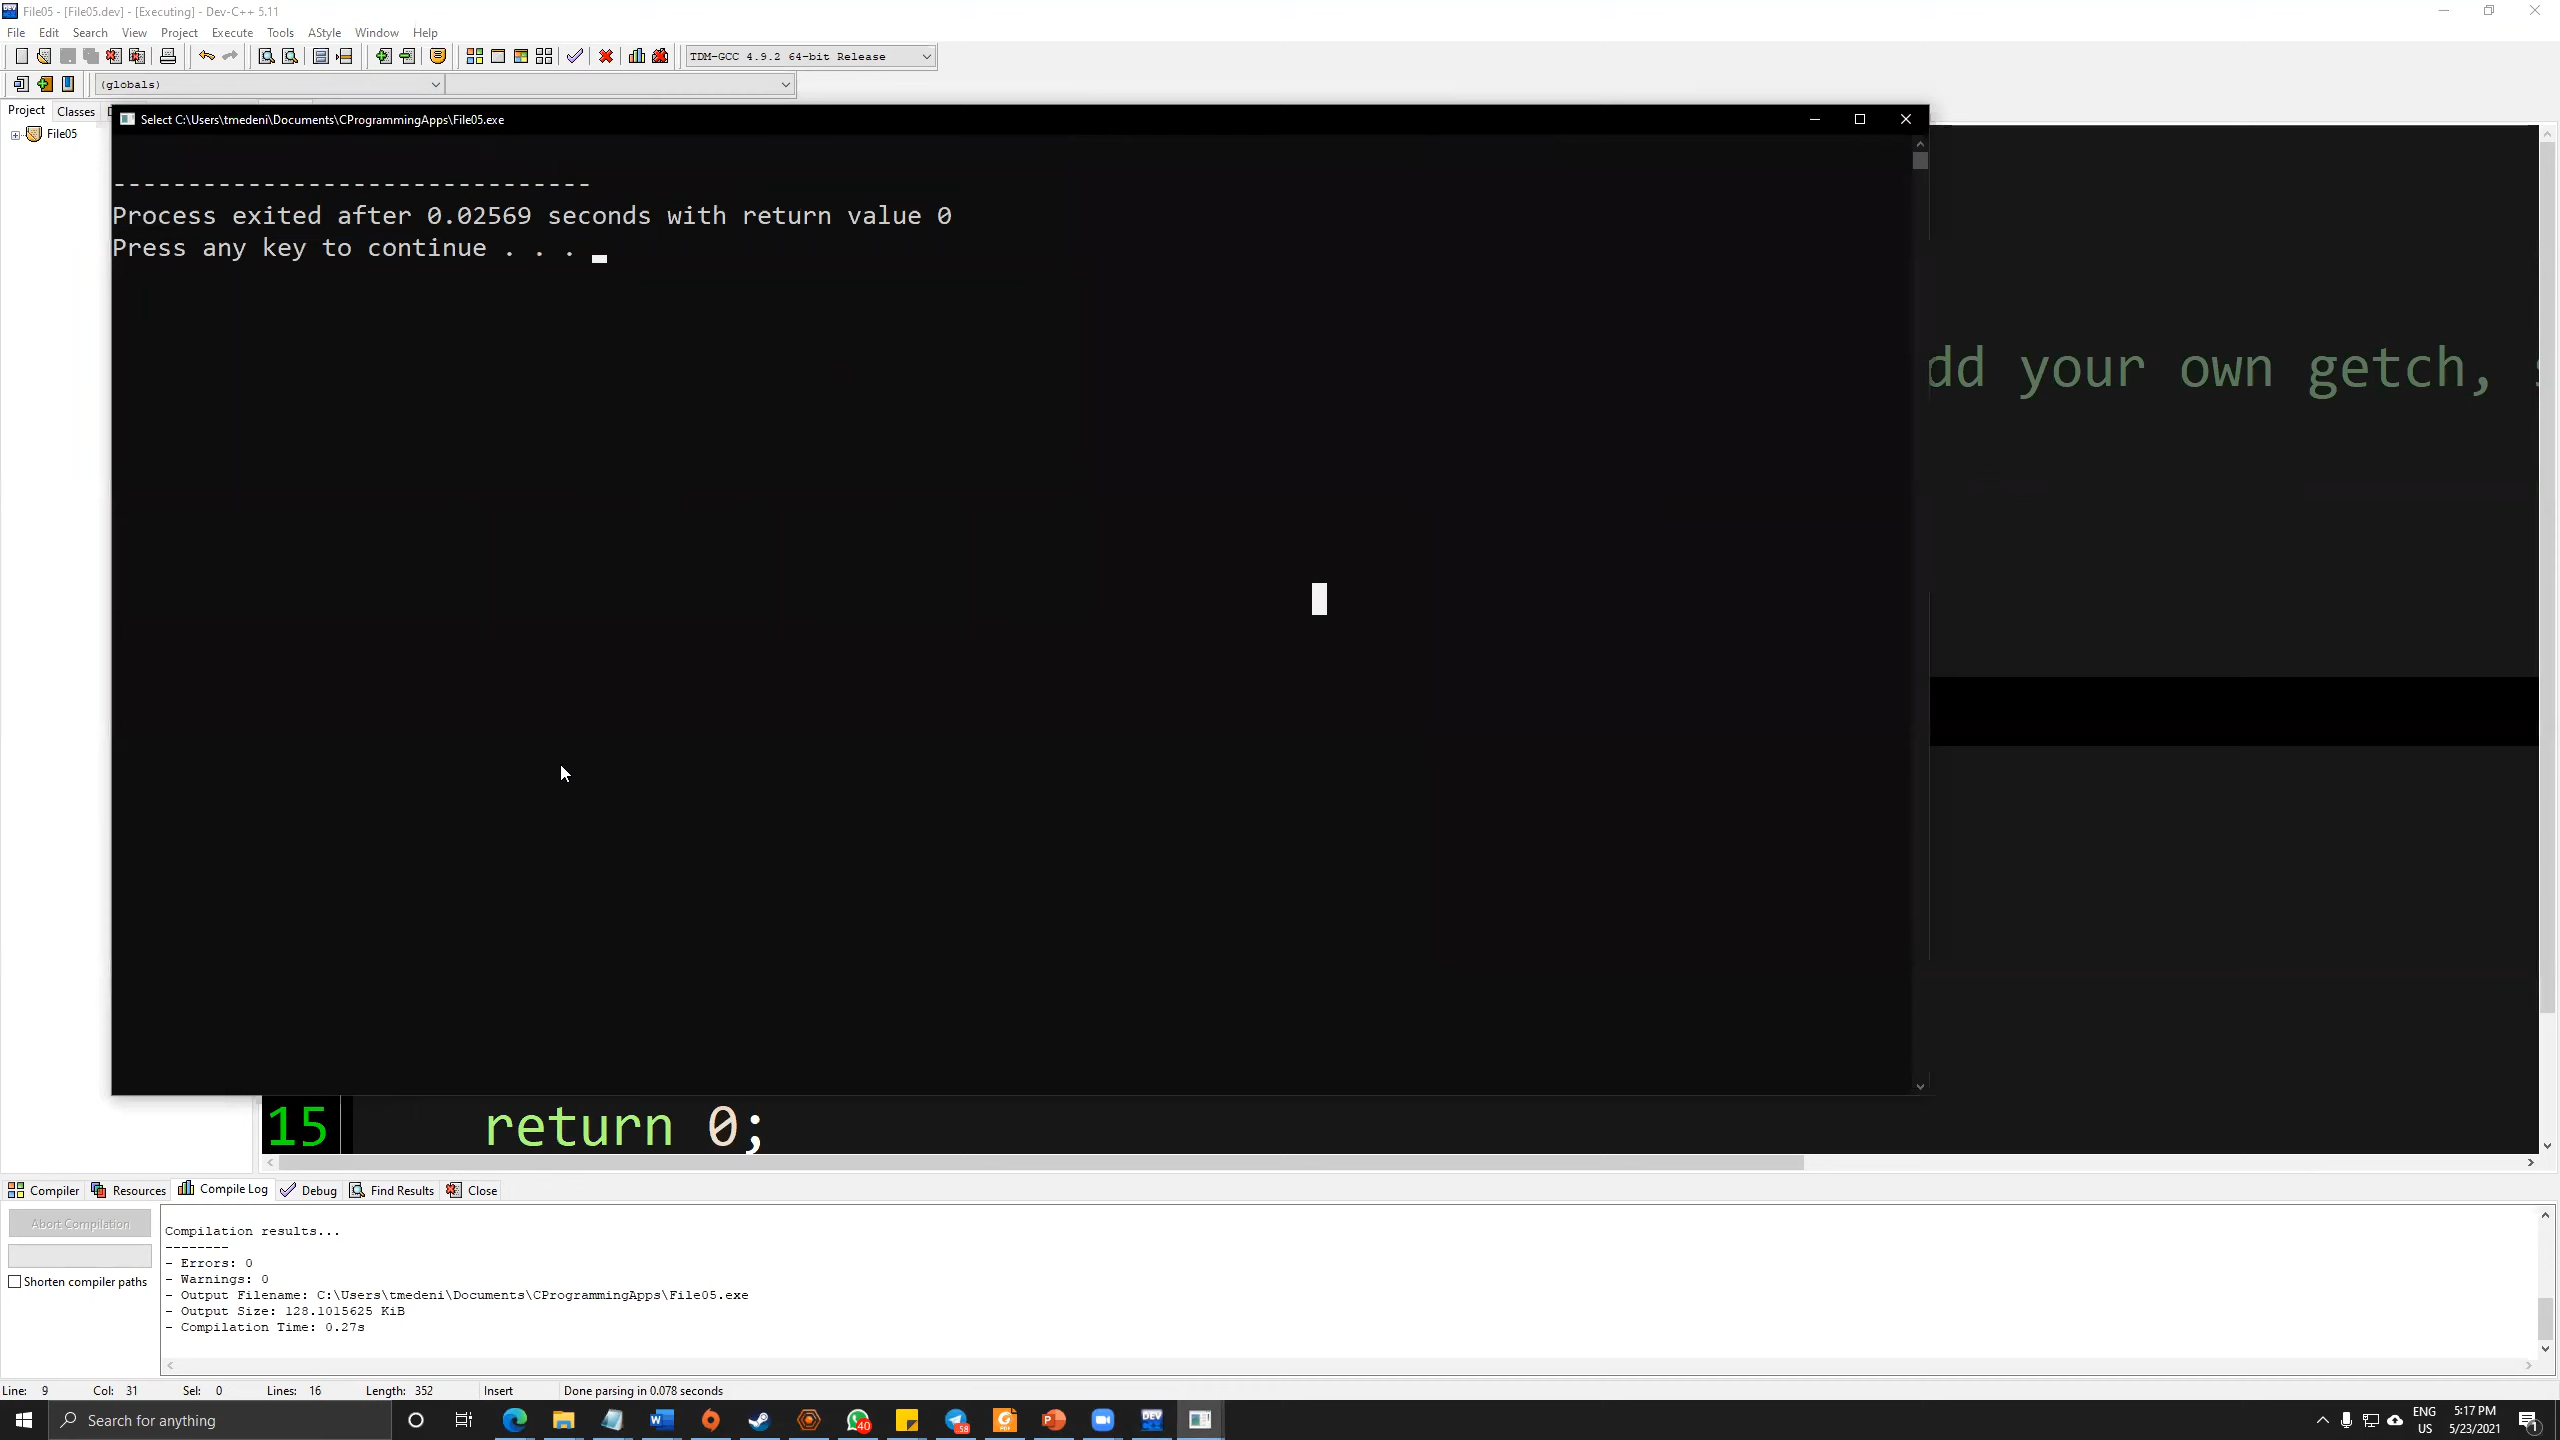 File05 - [File05.dev] - [Executing] - Dev-C++ 5.11
File Edit Search View Project Execute Tools AStyle Window Help
TDM-GCC 4.9.2 64-bit Release
(globals)
Project Classes
File05
Select C:\Users\tmedeni\Documents\CProgrammingApps\File05.exe
--------------------------------
Process exited after 0.02569 seconds with return value 0
Press any key to continue . . .
dd your own getch,
15 return 0;
Compiler Resources Compile Log Debug Find Results Close
Abort Compilation
Shorten compiler paths
Compilation results...
--------
- Errors: 0
- Warnings: 0
- Output Filename: C:\Users\tmedeni\Documents\CProgrammingApps\File05.exe
- Output Size: 128.1015625 KiB
- Compilation Time: 0.27s
Line: 9 Col: 31 Sel: 0 Lines: 16 Length: 352 Insert Done parsing in 0.078 seconds
Search for anything
40
58
DEV
ENG
US
5:17 PM
5/23/2021
1